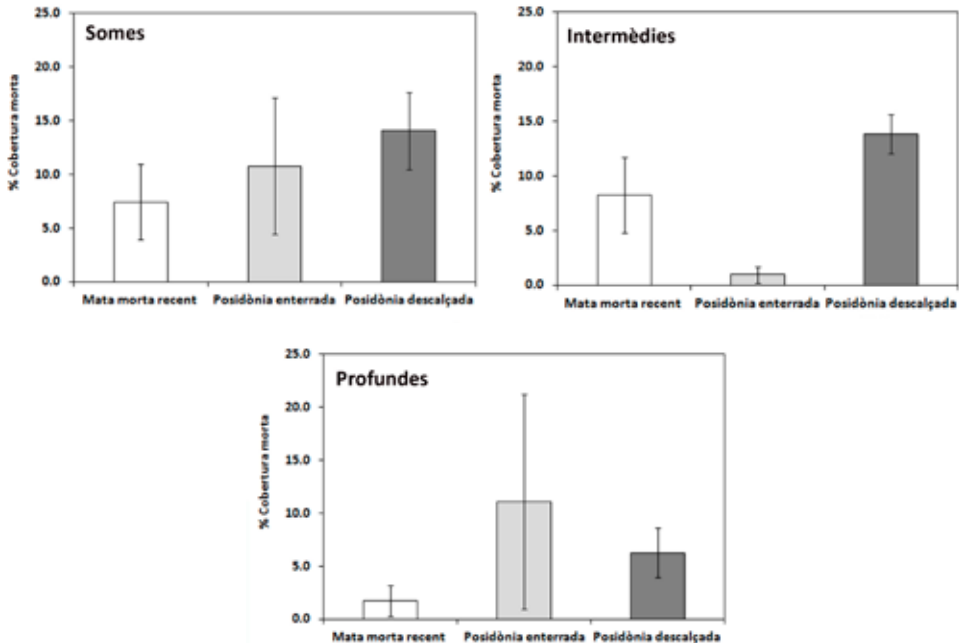 Somes
% Cobertura morta
25.0
20.0
15.0
10.0
5.0
0.0
Mata morta recent Posidònia enterrada Posidònia descalçada
Intermèdies
% Cobertura morta
25.0
20.0
15.0
10.0
5.0
0.0
Mata morta recent Posidònia enterrada Posidònia descalçada
Profundes
% Cobertura morta
25.0
20.0
15.0
10.0
5.0
0.0
Mata morta recent Posidònia enterrada Posidònia descalçada